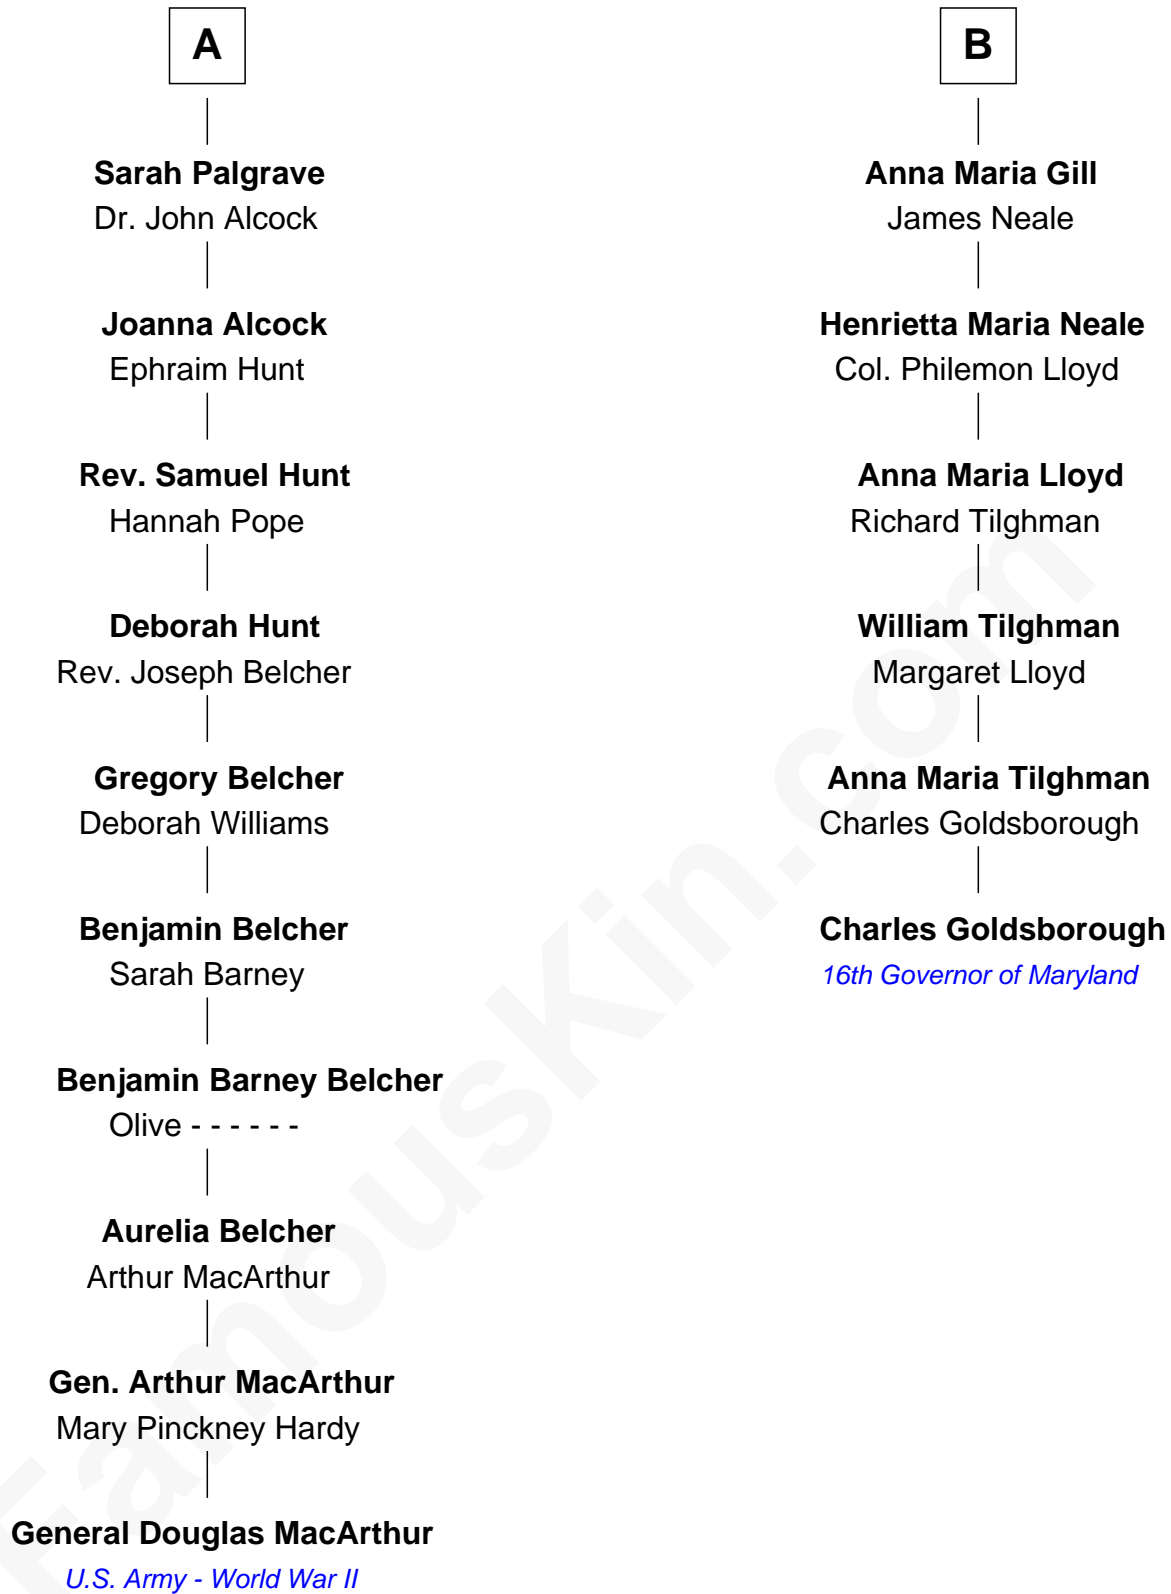 A
Sarah Palgrave
Dr. John Alcock
Joanna Alcock
Ephraim Hunt
Rev. Samuel Hunt
Hannah Pope
Deborah Hunt
Rev. Joseph Belcher
Gregory Belcher
Deborah Williams
Benjamin Belcher
Sarah Barney
Benjamin Barney Belcher
Olive - - - - - -
Aurelia Belcher
Arthur MacArthur
Gen. Arthur MacArthur
Mary Pinckney Hardy
General Douglas MacArthur
U.S. Army - World War II
B
Anna Maria Gill
James Neale
Henrietta Maria Neale
Col. Philemon Lloyd
Anna Maria Lloyd
Richard Tilghman
William Tilghman
Margaret Lloyd
Anna Maria Tilghman
Charles Goldsborough
Charles Goldsborough
16th Governor of Maryland
FamousKin.com